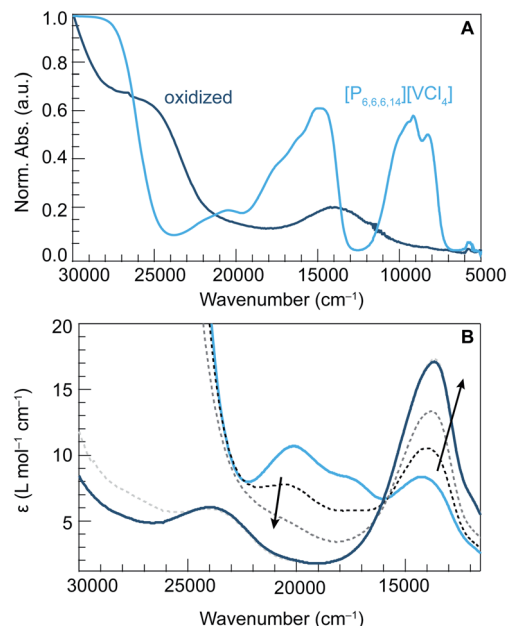 A
1.0
0.8
0.6
0.4
0.2
0.0
Norm. Abs. (a.u.)
oxidized
[P6,6,6,14][VCl4]
30000 25000 20000 15000 10000 5000
Wavenumber (cm–1)
B
20
15
10
5
ε (L mol–1 cm–1)
30000 25000 20000 15000
Wavenumber (cm–1)